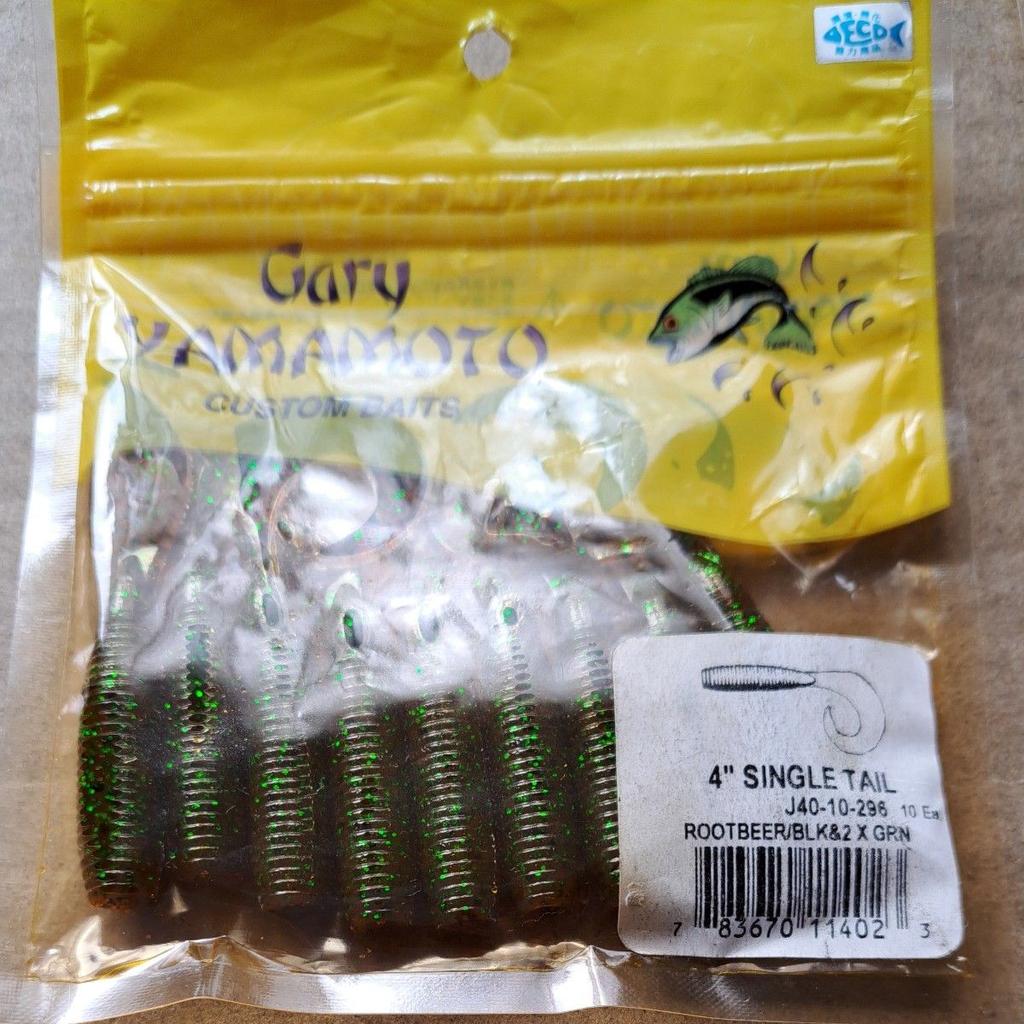 ECO
Gary
YAMAMOTO
CUSTOM BAITS
4" SINGLE TAIL
J40-10-296 10 Ea
ROOTBEER/BLK&2 X GRN
7 83670 11402 3